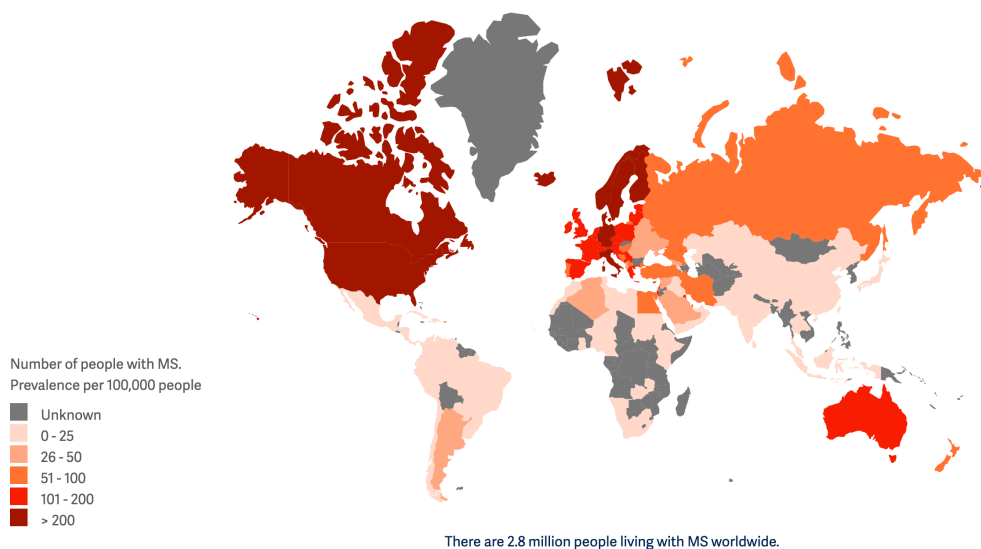 Number of people with MS.
Prevalence per 100,000 people
Unknown
0 - 25
26 - 50
51 - 100
101 - 200
> 200
There are 2.8 million people living with MS worldwide.